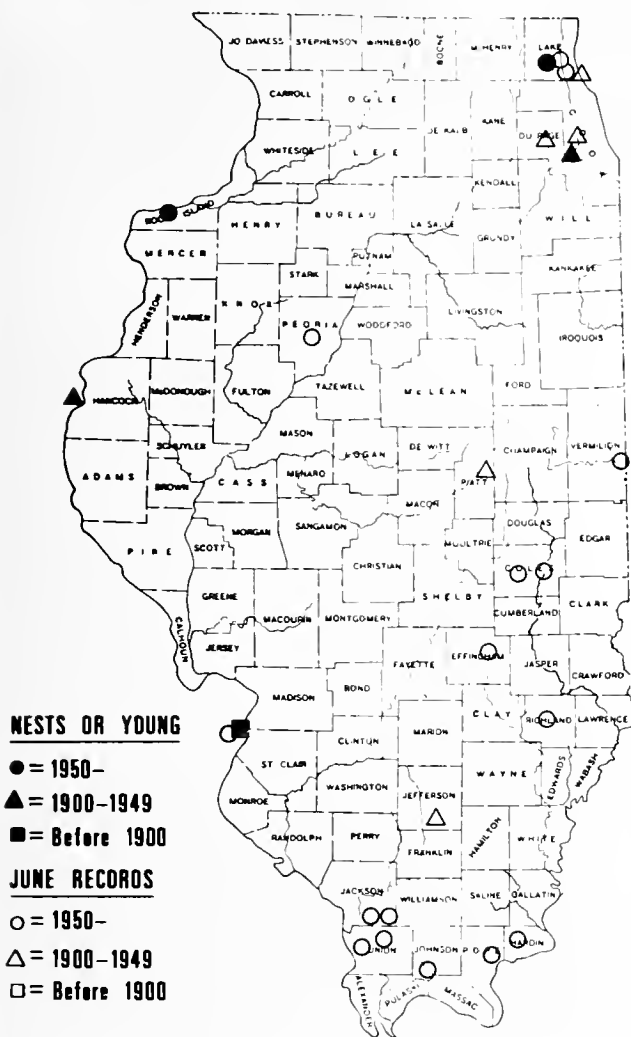 JO DAVIESS STEPHENSON WINNEBAGO BOONE McHENRY LAKE
CARROLL OGLE DE KALB KANE COOK
DU PAGE
WHITESIDE LEE
KENDALL
ROCK ISLAND HENRY BUREAU LA SALLE GRUNDY WILL
MERCER PUTNAM
STARK MARSHALL KANKAKEE
HENDERSON WARREN KNOX PEORIA WOODFORD LIVINGSTON IROQUOIS
HANCOCK McDONOUGH FULTON TAZEWELL McLEAN FORD
MASON
SCHUYLER LOGAN DE WITT CHAMPAIGN VERMILION
ADAMS BROWN CASS MENARD PIATT
MACON
MORGAN SANGAMON DOUGLAS
PIKE SCOTT MOULTRIE EDGAR
CHRISTIAN COLES
GREENE SHELBY
CALHOUN MACOUPIN MONTGOMERY CUMBERLAND CLARK
JERSEY FAYETTE EFFINGHAM JASPER CRAWFORD
MADISON BOND
CLAY RICHLAND LAWRENCE
CLINTON MARION
ST CLAIR WAYNE EDWARDS WABASH
MONROE WASHINGTON JEFFERSON
RANDOLPH PERRY HAMILTON WHITE
FRANKLIN
JACKSON WILLIAMSON SALINE GALLATIN
UNION JOHNSON POPE HARDIN
ALEXANDER PULASKI MASSAC
NESTS OR YOUNG
● = 1950-
▲ = 1900-1949
■ = Before 1900
JUNE RECORDS
○ = 1950-
△ = 1900-1949
□ = Before 1900